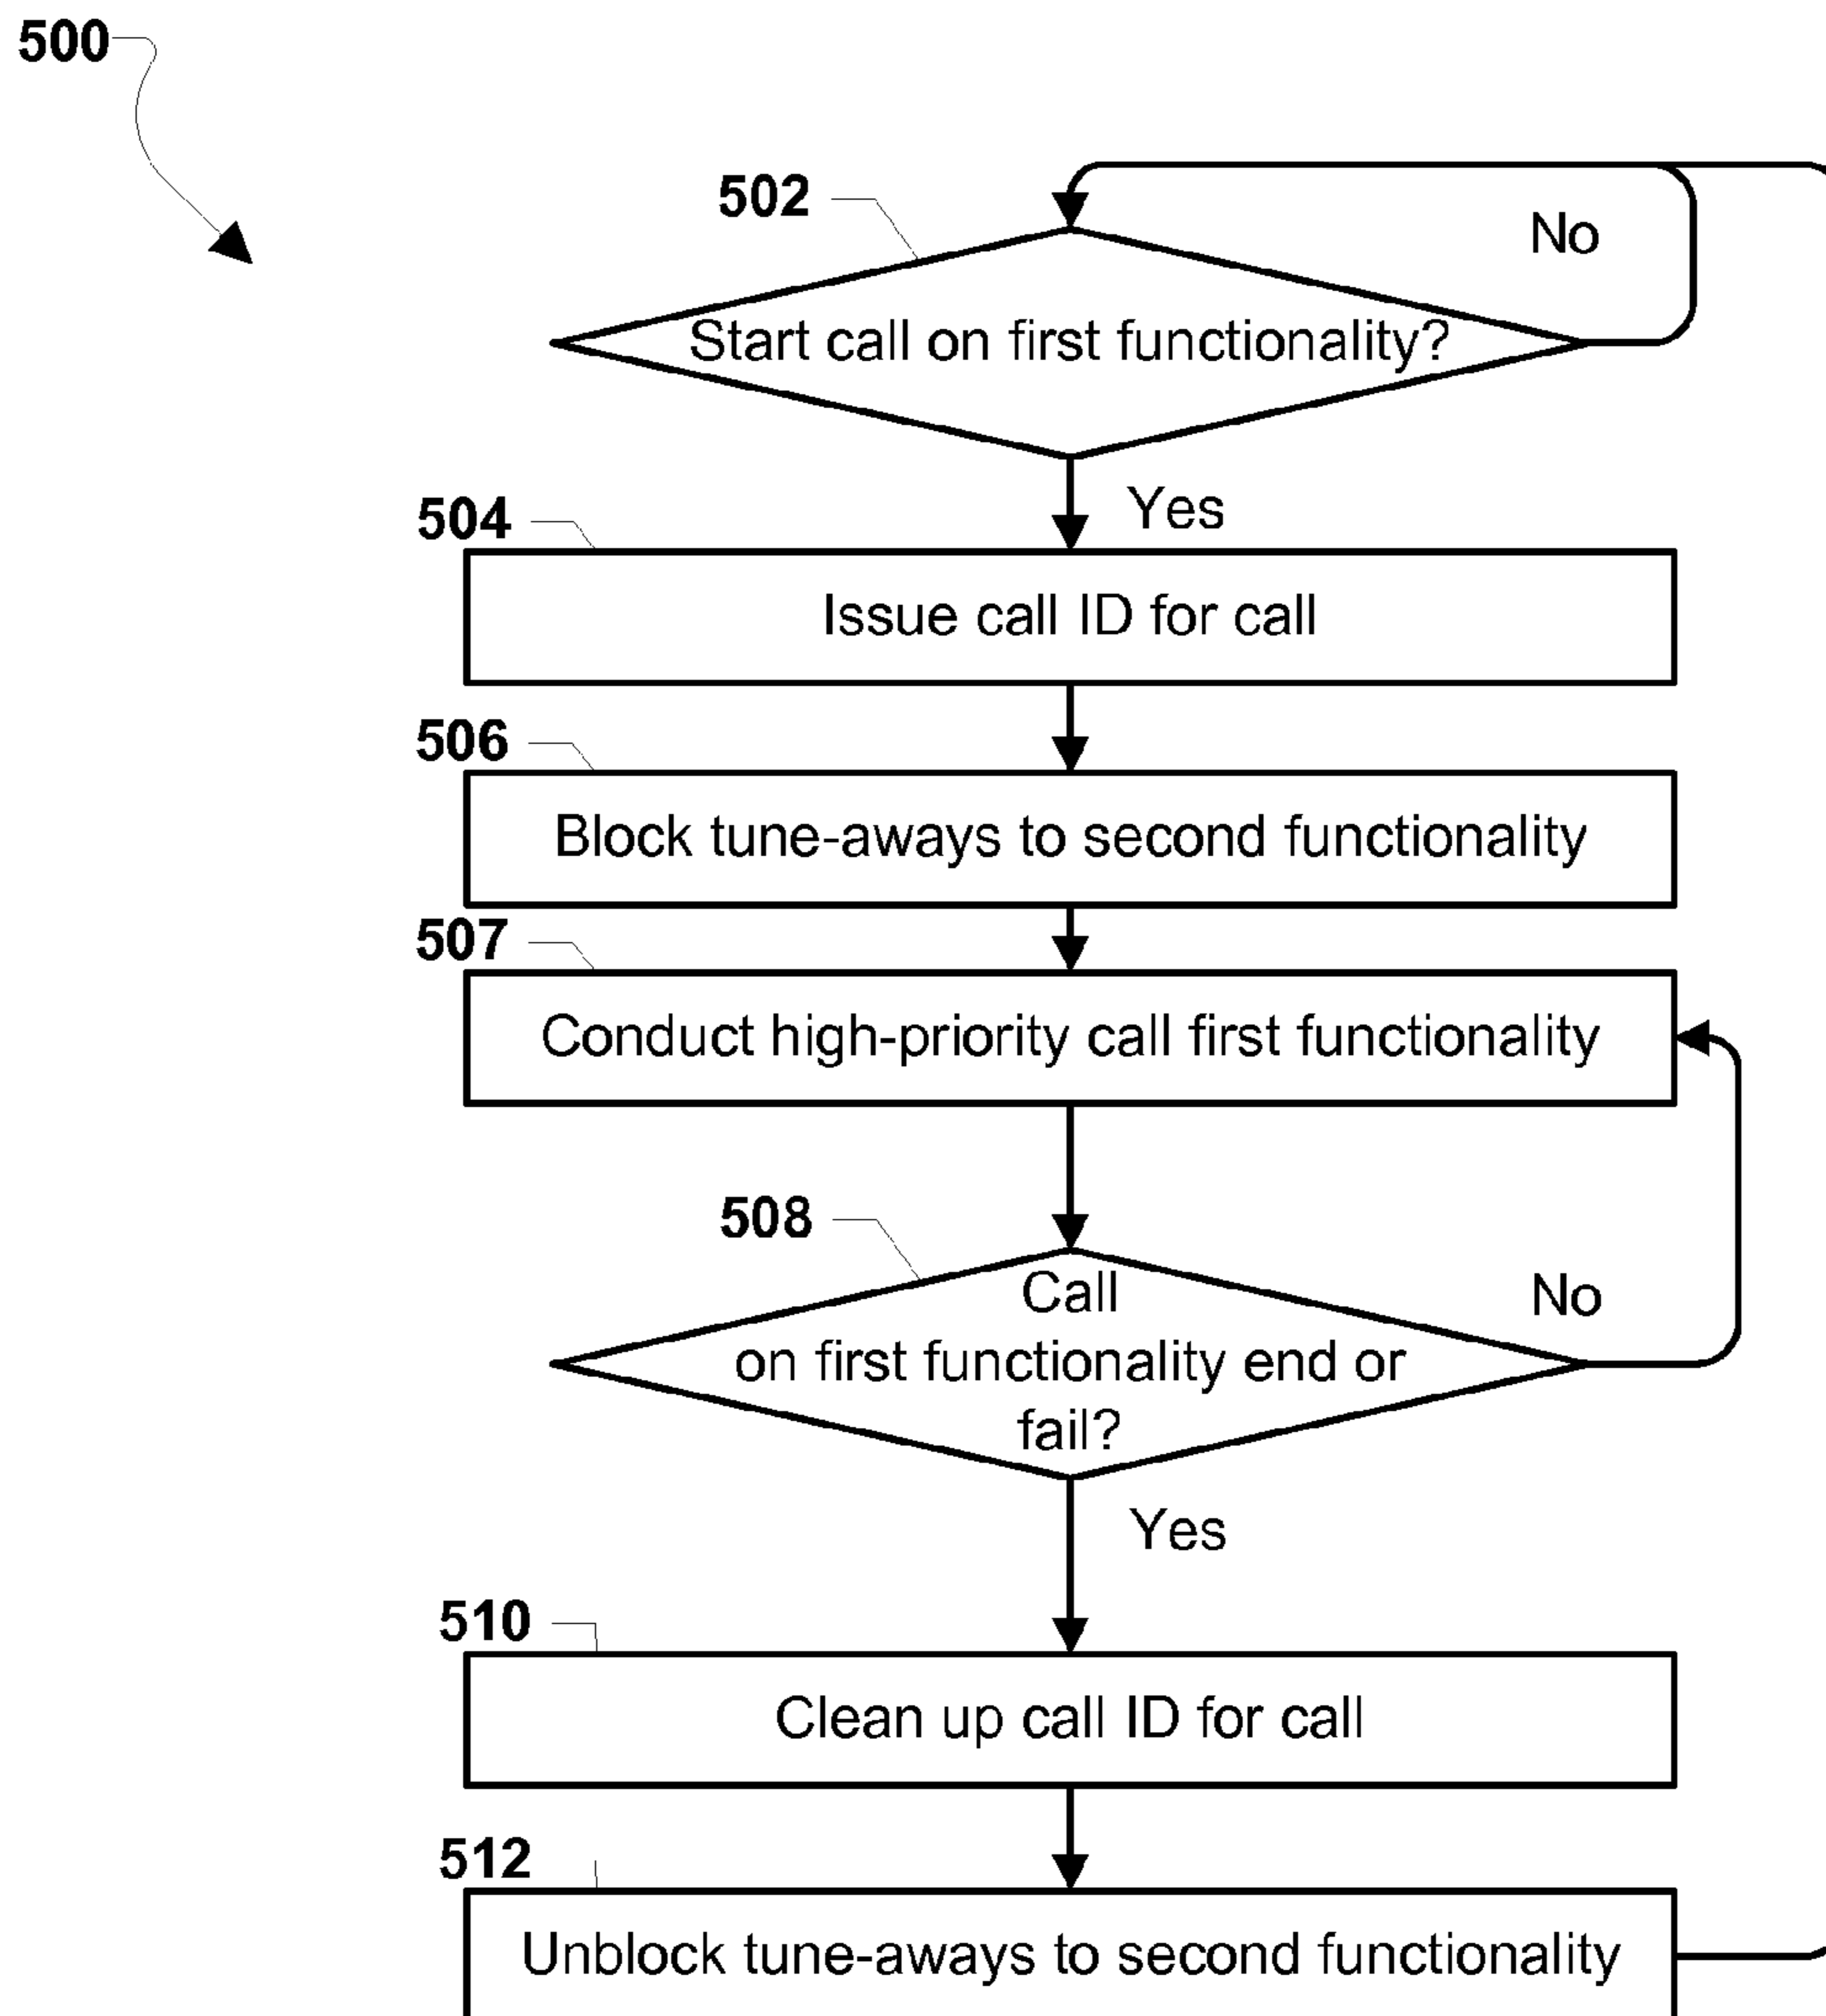 500
502
No
Start call on first functionality?
Yes
504
Issue call ID for call
506
Block tune-aways to second functionality
507
Conduct high-priority call first functionality
508
Call
on first functionality end or
fail?
No
Yes
510
Clean up call ID for call
512
Unblock tune-aways to second functionality